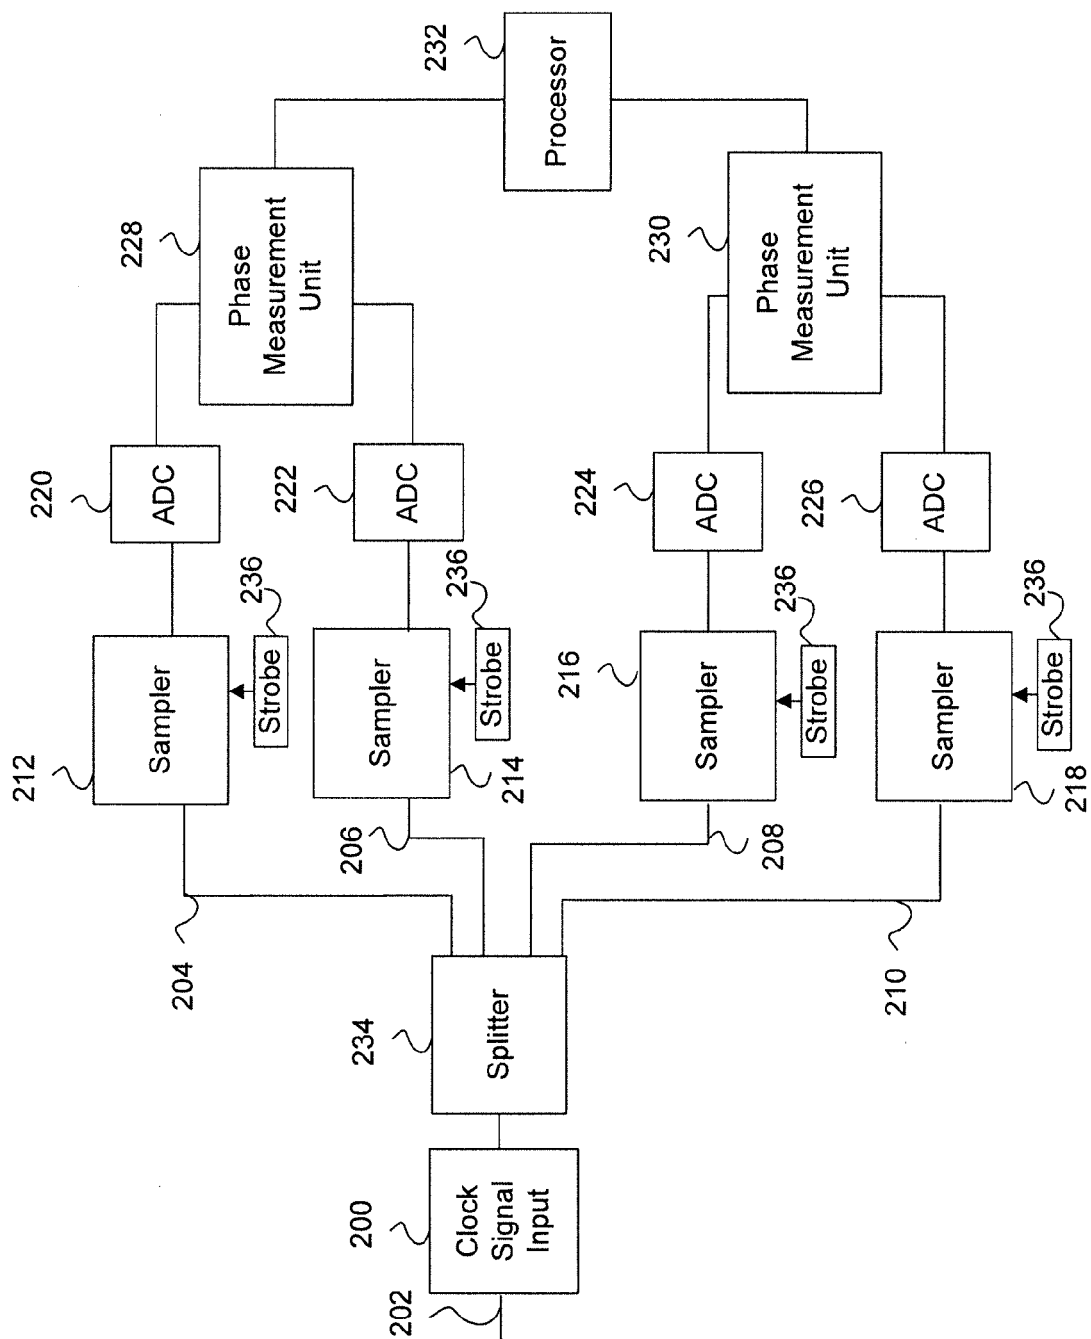 202
200
Clock
Signal
Input
234
Splitter
204
206
208
210
212
Sampler
Strobe
236
214
Sampler
Strobe
236
216
Sampler
Strobe
236
218
Sampler
Strobe
236
220
ADC
222
ADC
224
ADC
226
ADC
228
Phase
Measurement
Unit
230
Phase
Measurement
Unit
232
Processor